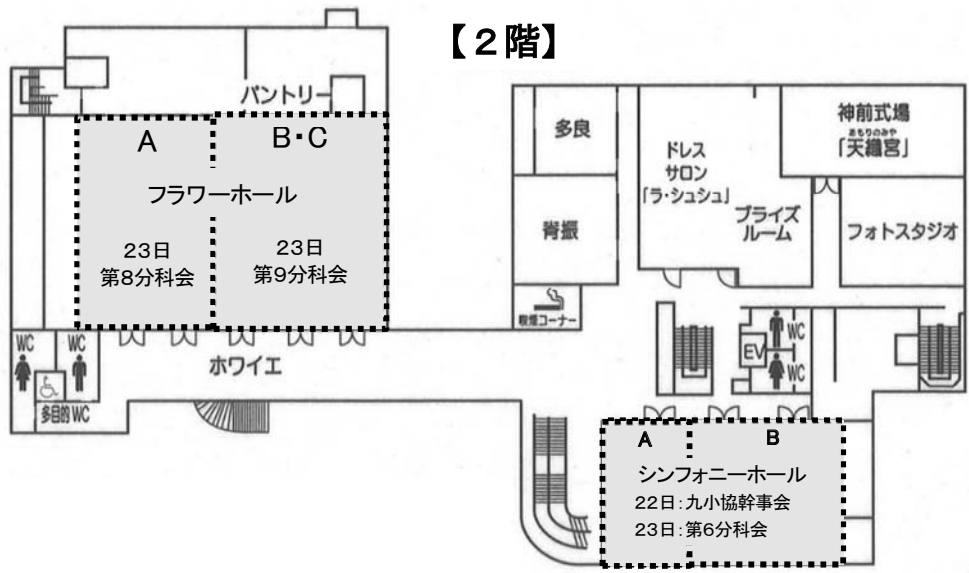 【２階】
パントリー
A
B・C
フラワーホール
23日
第8分科会
23日
第9分科会
多良
脊振
喫煙コーナー
ドレス
サロン
「ラ・シュシュ」
ブライズ
ルーム
神前式場
あもりのみや
「天織宮」
フォトスタジオ
WC
WC
多目的WC
ホワイエ
EV
WC
WC
A
B
シンフォニーホール
22日：九小協幹事会
23日：第6分科会